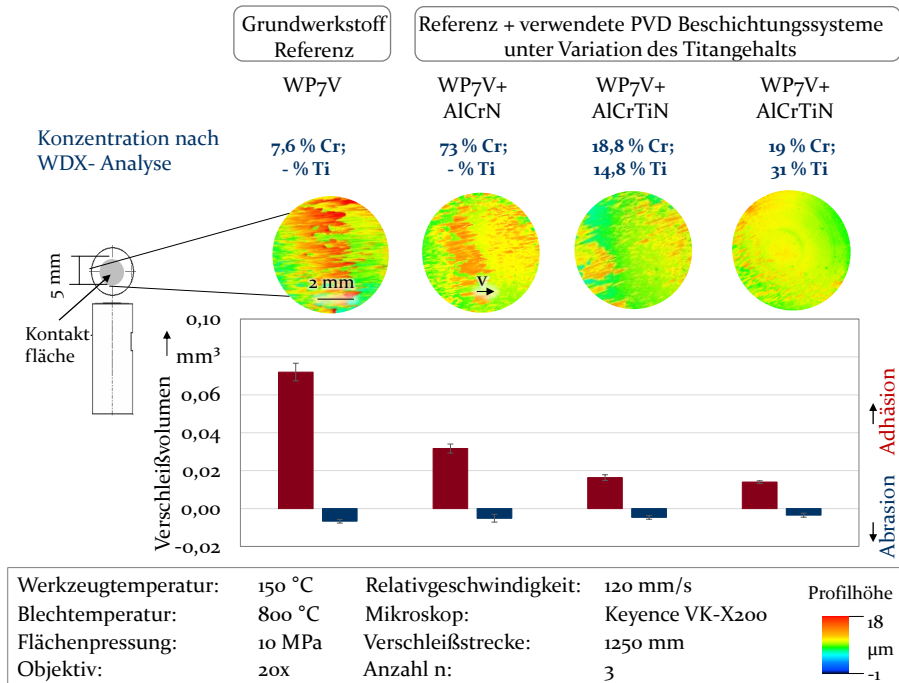 Grundwerkstoff
Referenz
Referenz + verwendete PVD Beschichtungssysteme
unter Variation des Titangehalts
WP7V
WP7V+
AlCrN
WP7V+
AlCrTiN
WP7V+
AlCrTiN
Konzentration nach
WDX- Analyse
7,6 % Cr;
- % Ti
73 % Cr;
- % Ti
18,8 % Cr;
14,8 % Ti
19 % Cr;
31 % Ti
5 mm
2 mm
v
Kontakt-
fläche
Verschleißvolumen
0,10
mm³
0,06
0,04
0,02
0,00
-0,02
Adhäsion
Abrasion
Werkzeugtemperatur: 150 °C Relativgeschwindigkeit: 120 mm/s
Blechtemperatur: 800 °C Mikroskop: Keyence VK-X200
Flächenpressung: 10 MPa Verschleißstrecke: 1250 mm
Objektiv: 20x Anzahl n: 3
Profilhöhe
18
µm
-1